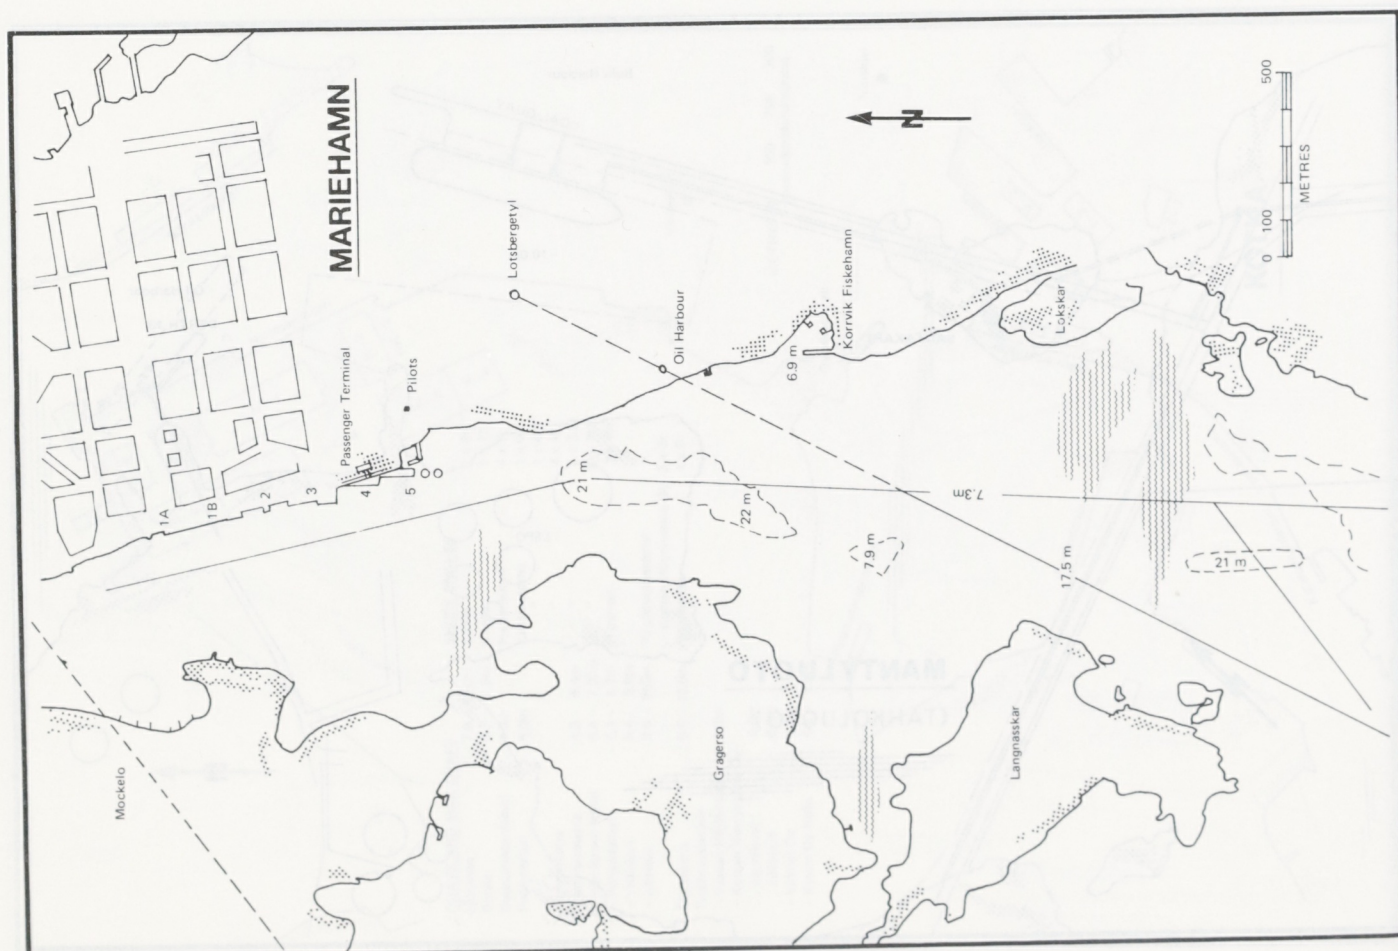 MARIEHAMN
N
500
100
0
METRES
Lotsbergetyl
Oil Harbour
Korrvik Fiskehamn
6.9 m
Lokskar
Passenger Terminal
Pilots
1A
1B
2
3
4
5
21 m
22 m
7.9 m
7.3m
17.5 m
21 m
Mockelo
Gragerso
Langnasskar
MANTYLUOTO